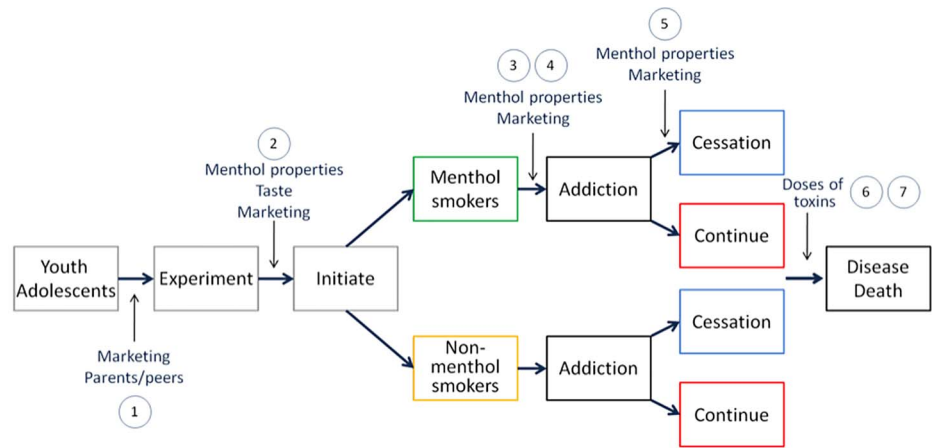 5
Menthol properties
Marketing
3 4
Menthol properties
Marketing
2
Menthol properties
Taste
Marketing
Youth
Adolescents
Experiment
Initiate
Marketing
Parents/peers
1
Menthol
smokers
Addiction
Cessation
Continue
Non-
menthol
smokers
Addiction
Cessation
Continue
Doses of
toxins
6 7
Disease
Death